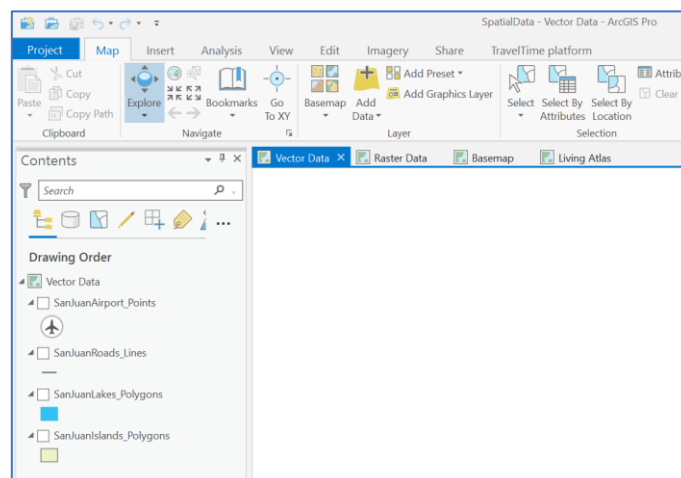 SpatialData - Vector Data - ArcGIS Pro
Project Map Insert Analysis View Edit Imagery Share TravelTime platform
Paste
Cut
Copy
Copy Path
Clipboard
Explore
Bookmarks
Go
To XY
Navigate
Basemap
Add
Data
Add Preset
Add Graphics Layer
Layer
Select
Select By
Attributes
Select By
Location
Attrib
Clear
Selection
Contents
Search
Drawing Order
Vector Data
SanJuanAirport_Points
SanJuanRoads_Lines
SanJuanLakes_Polygons
SanJuanIslands_Polygons
Vector Data Raster Data Basemap Living Atlas